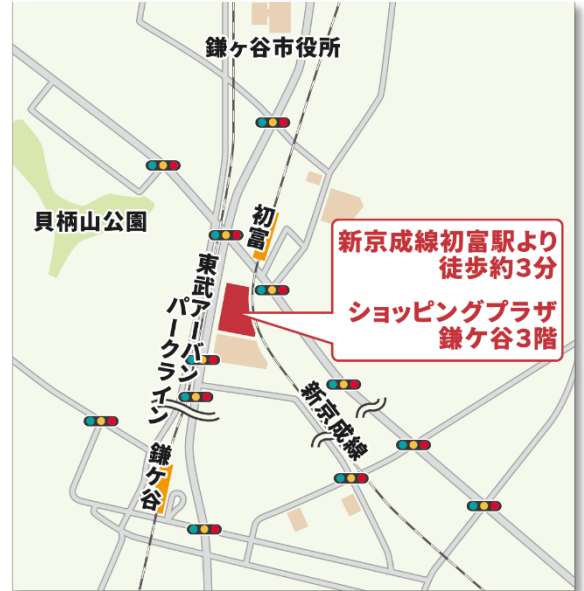 鎌ヶ谷市役所
貝柄山公園
初富
新京成線初富駅より
徒歩約3分
ショッピングプラザ
鎌ケ谷3階
東武アーバン
パークライン
新京成線
鎌ケ谷